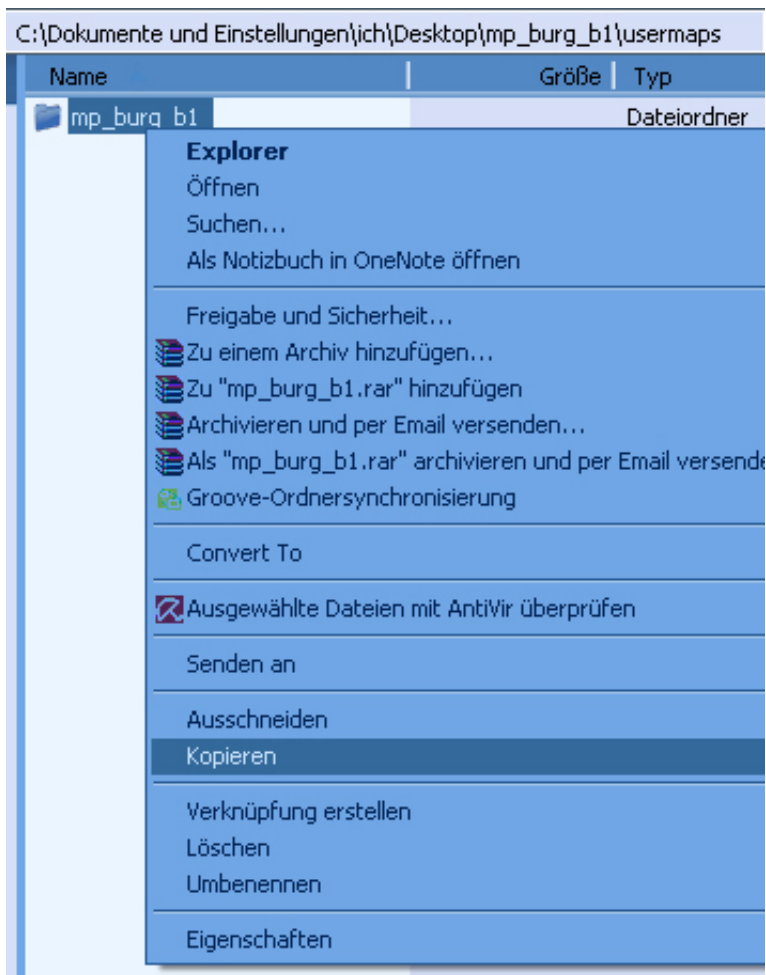 C:\Dokumente und Einstellungen\ich\Desktop\mp_burg_b1\usermaps
Name Größe Typ
mp_burg_b1 Dateiordner
Explorer
Öffnen
Suchen...
Als Notizbuch in OneNote öffnen
Freigabe und Sicherheit...
Zu einem Archiv hinzufügen...
Zu "mp_burg_b1.rar" hinzufügen
Archivieren und per Email versenden...
Als "mp_burg_b1.rar" archivieren und per Email versende
Groove-Ordnersynchronisierung
Convert To
Ausgewählte Dateien mit AntiVir überprüfen
Senden an
Ausschneiden
Kopieren
Verknüpfung erstellen
Löschen
Umbenennen
Eigenschaften